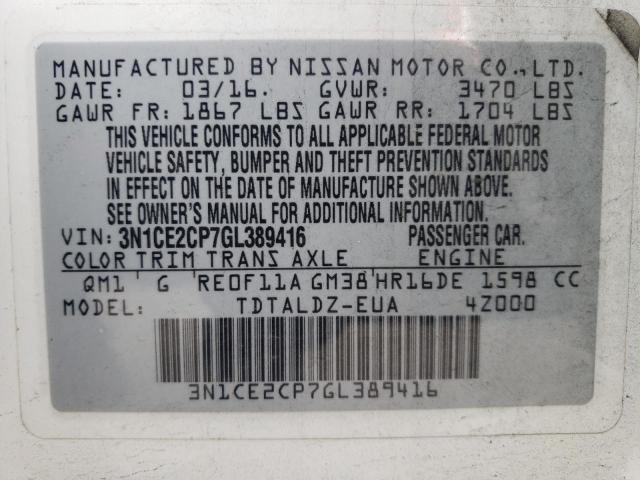 MANUFACTURED BY NISSAN MOTOR CO., LTD.
DATE: 03/16. GVWR: 3470 LBS
GAWR FR: 1867 LBS GAWR RR: 1704 LBS
THIS VEHICLE CONFORMS TO ALL APPLICABLE FEDERAL MOTOR
VEHICLE SAFETY, BUMPER AND THEFT PREVENTION STANDARDS
IN EFFECT ON THE DATE OF MANUFACTURE SHOWN ABOVE.
SEE OWNER'S MANUAL FOR ADDITIONAL INFORMATION.
VIN: 3N1CE2CP7GL389416 PASSENGER CAR.
COLOR TRIM TRANS AXLE ENGINE
QM1 G RE0F11A GM38 HR16DE 1598 CC
MODEL: TDTALDZ-EUA 4Z000
3N1CE2CP7GL389416